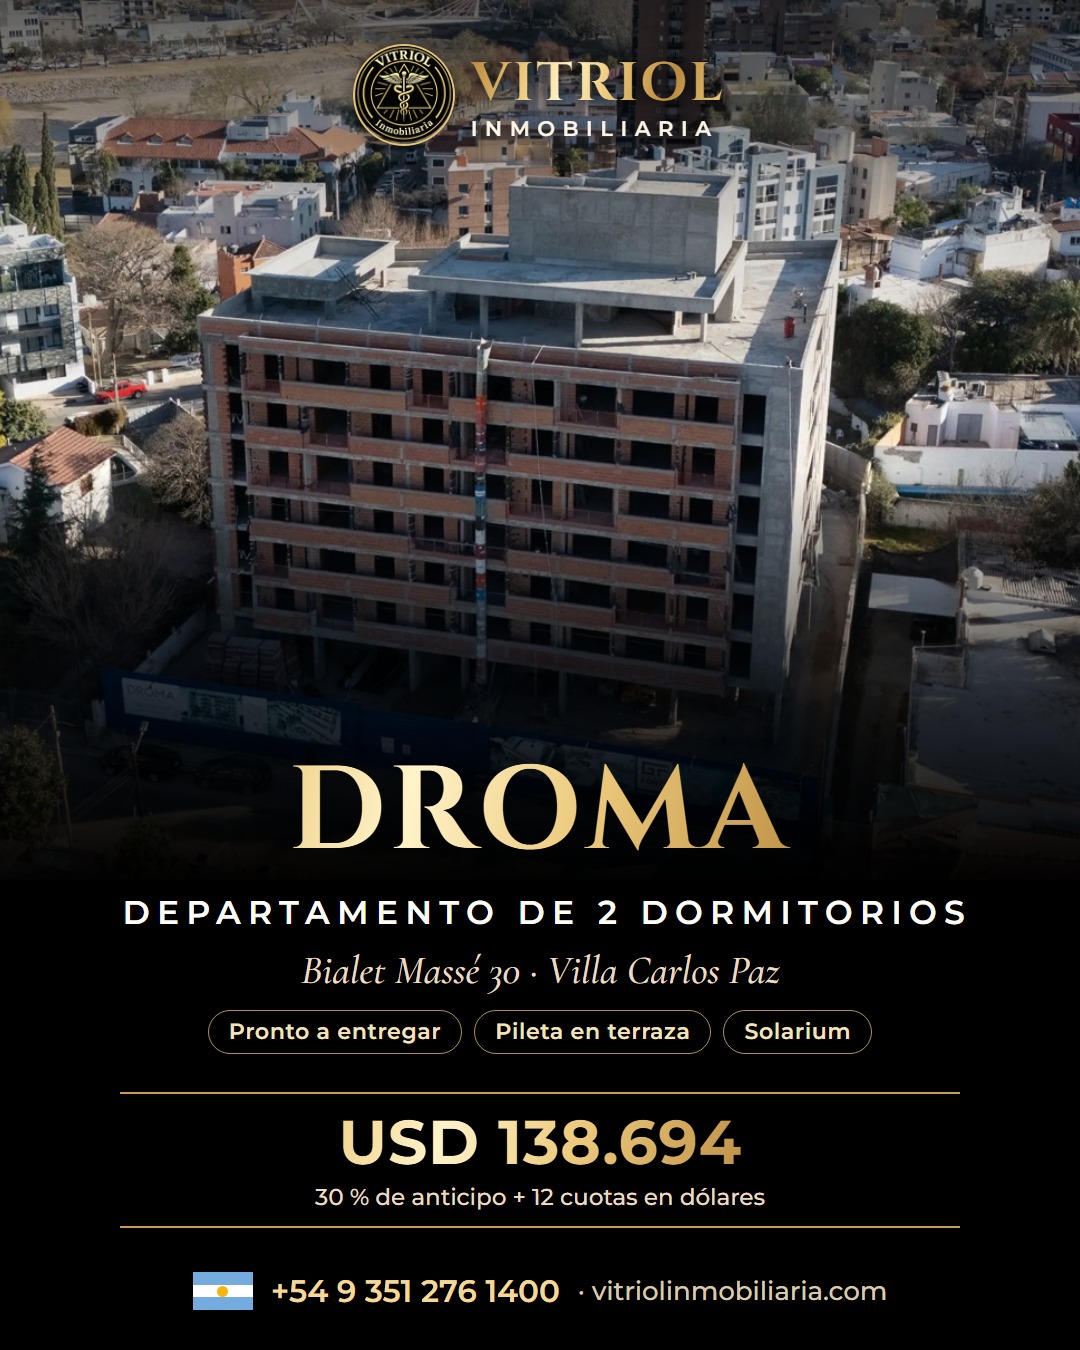 VITRIOL
Inmobiliaria
VITRIOL
INMOBILIARIA
DROMA
DROMA
DEPARTAMENTO DE 2 DORMITORIOS
Bialet Massé 30 · Villa Carlos Paz
Pronto a entregar
Pileta en terraza
Solarium
USD 138.694
30 % de anticipo + 12 cuotas en dólares
+54 9 351 276 1400 · vitriolinmobiliaria.com